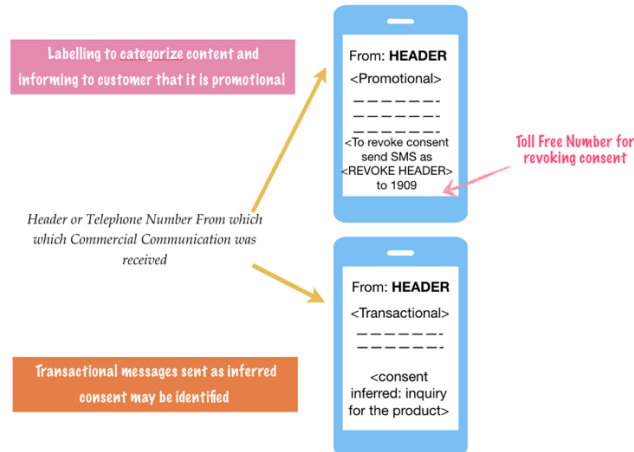 Labelling to categorize content and
informing to customer that it is promotional
From: HEADER
<Promotional>
<To revoke consent
send SMS as
<REVOKE HEADER>
to 1909
Toll Free Number for
revoking consent
Header or Telephone Number From which
which Commercial Communication was
received
From: HEADER
<Transactional>
<consent
inferred: inquiry
for the product>
Transactional messages sent as inferred
consent may be identified